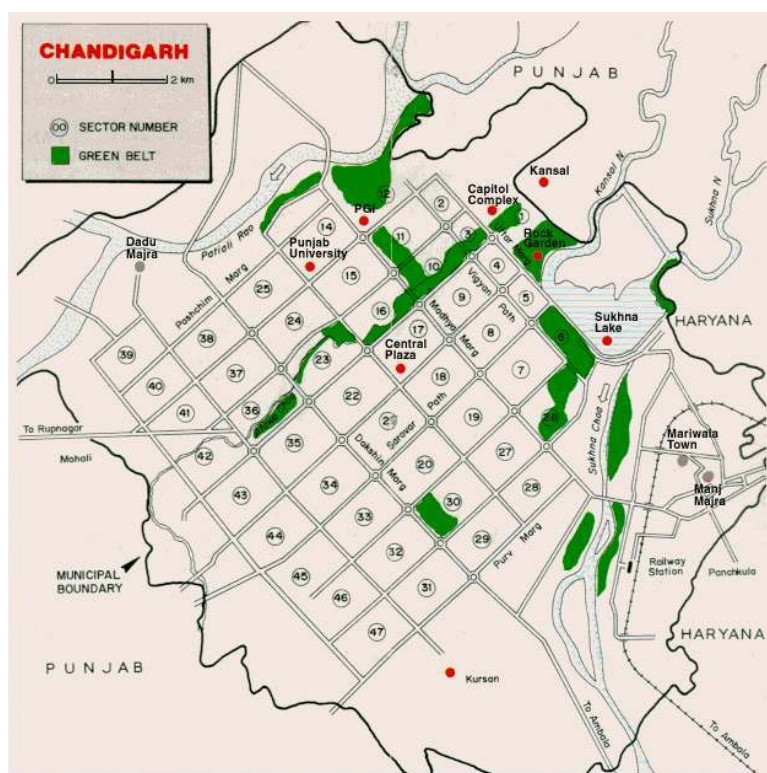 CHANDIGARH
0 2 km
00 SECTOR NUMBER
GREEN BELT
PUNJAB
Kansal
Kansal N
Sukhna N
Capitol
Complex
PGI
12
2
1
11
3
14
Patiali Rao
Dadu
Majra
Punjab
University
Rock
Garden
4
10
15
Pashchim Marg
25
Vigyan Path
5
9
16
Madhya Marg
24
HARYANA
Sukhna
Lake
6
17
8
38
Central
Plaza
39
23
37
7
18
40
22
36
41
26
19
21
Sarovar Path
To Rupnagar
Mohali
Sukhna Choa
42
35
Dakshin Marg
27
Mariwala
Town
20
34
Manj
Majra
28
43
30
33
44
29
Purv Marg
32
Railway
Station
Panchkula
MUNICIPAL
BOUNDARY
45
31
46
47
HARYANA
PUNJAB
Kursan
To Ambala
To Ambala